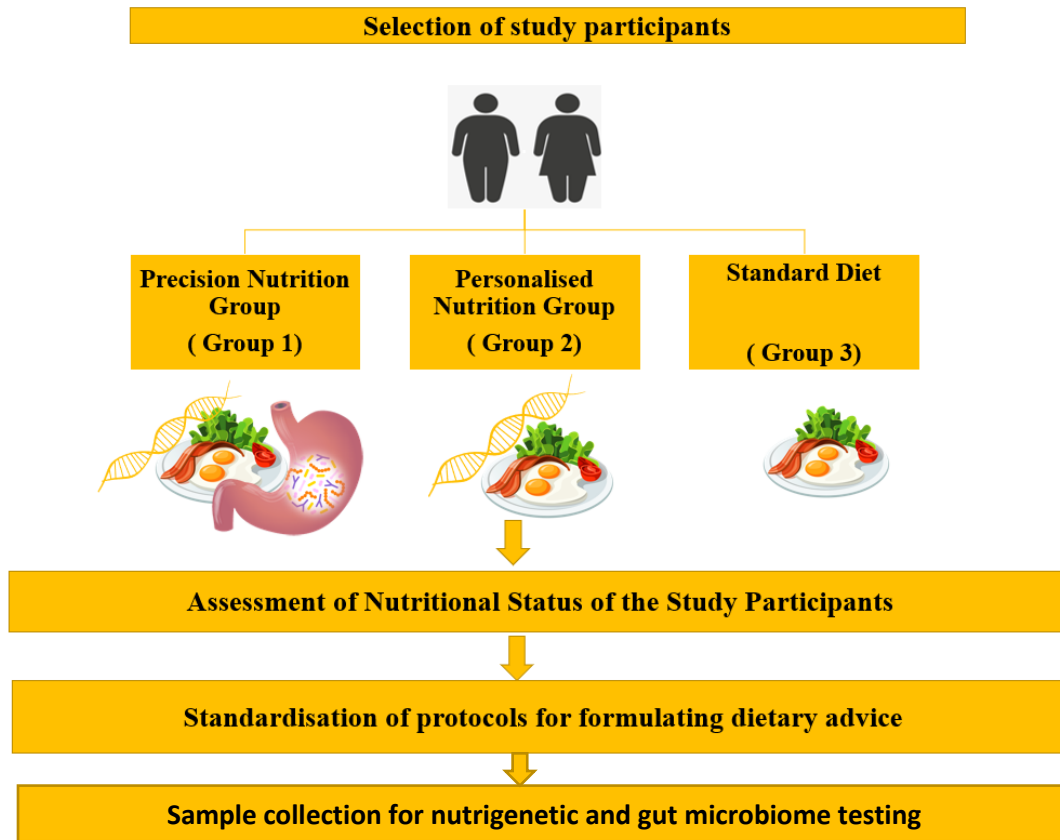 Selection of study participants
Precision Nutrition
Group
( Group 1)
Personalised
Nutrition Group
( Group 2)
Standard Diet
( Group 3)
Assessment of Nutritional Status of the Study Participants
Standardisation of protocols for formulating dietary advice
Sample collection for nutrigenetic and gut microbiome testing